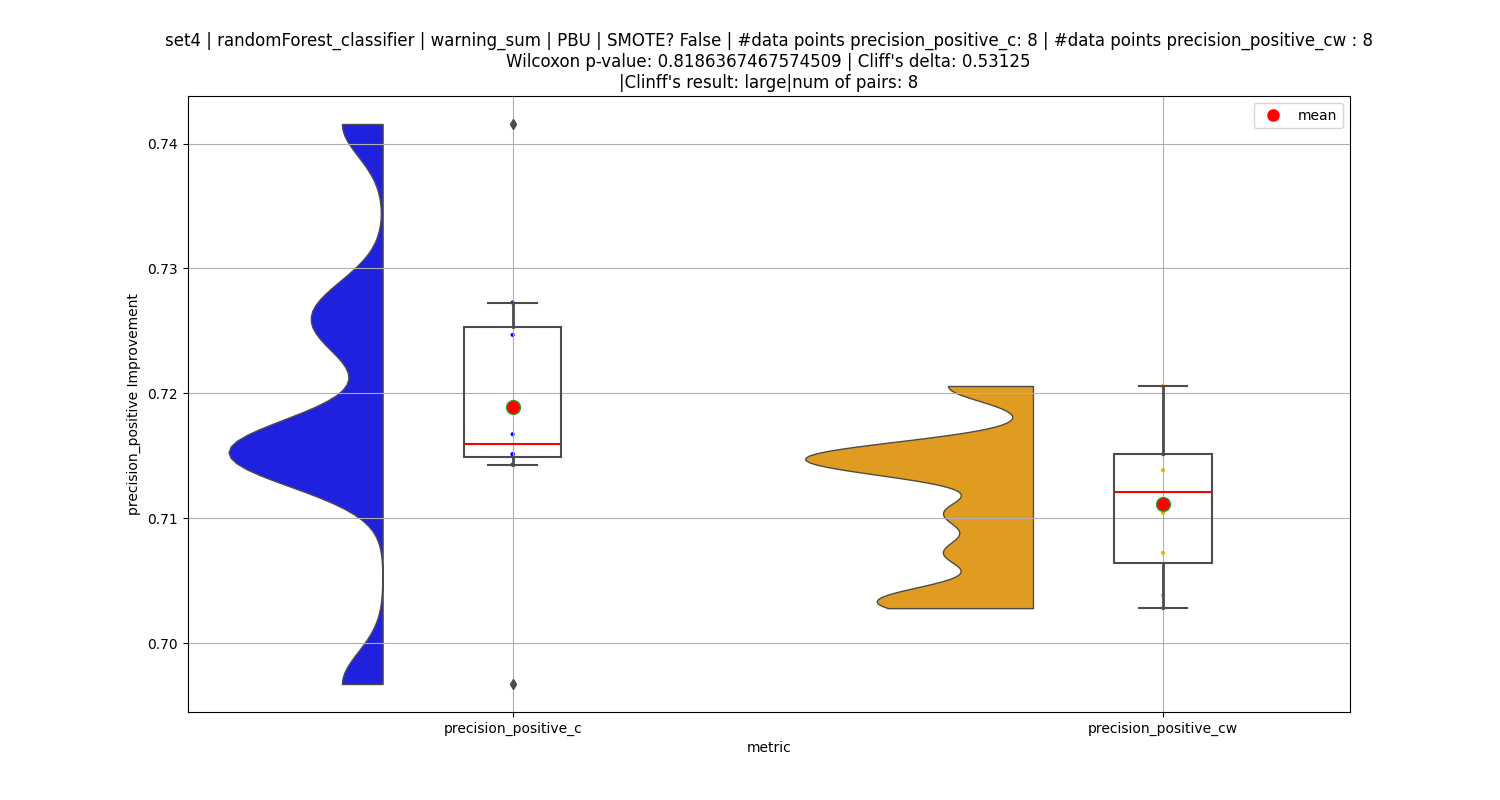 set4 | randomForest_classifier | warning_sum | PBU | SMOTE? False | #data points precision_positive_c: 8 | #data points precision_positive_cw : 8
Wilcoxon p-value: 0.8186367467574509 | Cliff's delta: 0.53125
|Clinff's result: large|num of pairs: 8
mean
0.74
0.73
0.72
0.71
0.70
precision_positive Improvement
precision_positive_c
precision_positive_cw
metric